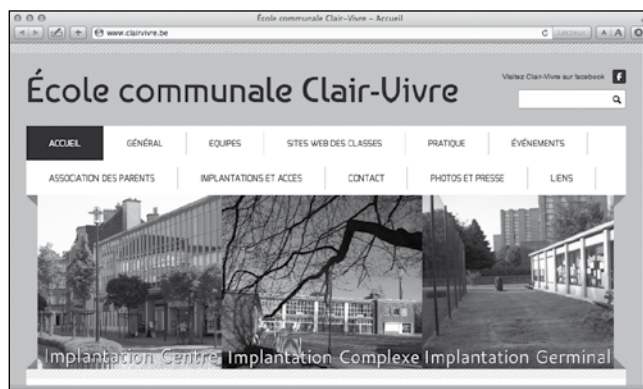 École communale Clair-Vivre – Accueil
www.clairvivre.be
Lecteur
A A
Visitez Clair-Vivre sur facebook f
École communale Clair-Vivre
ACCUEIL GÉNÉRAL EQUIPES SITES WEB DES CLASSES PRATIQUE ÉVÉNEMENTS
ASSOCIATION DES PARENTS IMPLANTATIONS ET ACCÈS CONTACT PHOTOS ET PRESSE LIENS
Implantation Centre Implantation Complexe Implantation Germinal